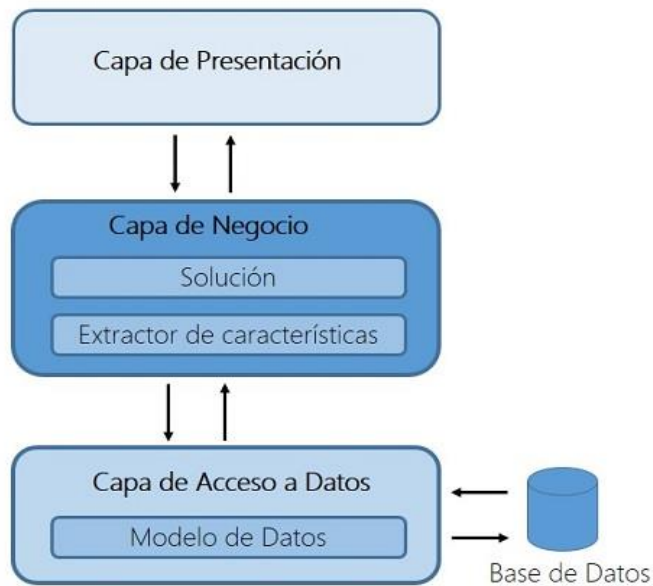 Capa de Presentación
Capa de Negocio
Solución
Extractor de característícas
Capa de Acceso a Datos
Modelo de Datos
Base de Datos